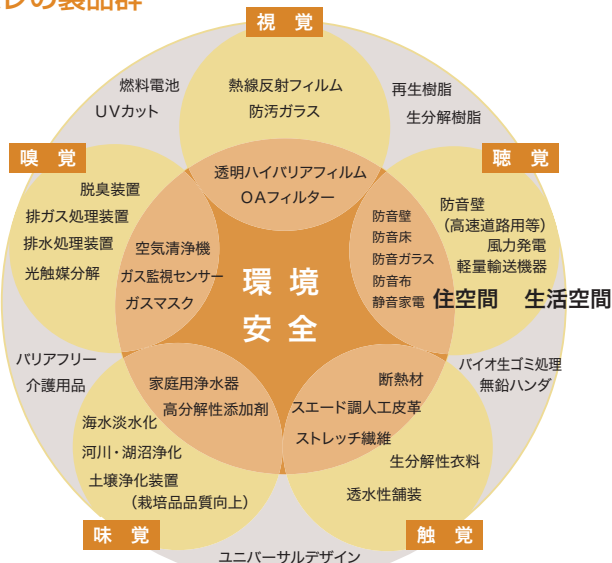 レの製品群
視 覚
燃料電池
UVカット
熱線反射フィルム
防汚ガラス
再生樹脂
生分解樹脂
嗅 覚
脱臭装置
排ガス処理装置
排水処理装置
光触媒分解
空気清浄機
ガス監視センサー
ガスマスク
透明ハイバリアフィルム
OAフィルター
聴 覚
防音壁
防音床
防音ガラス
防音布
静音家電
防音壁
(高速道路用等)
風力発電
軽量輸送機器
環 境
安 全
住空間 生活空間
バリアフリー
介護用品
家庭用浄水器
高分解性添加剤
海水淡水化
河川・湖沼浄化
土壌浄化装置
(栽培品品質向上)
味 覚
断熱材
スエード調人工皮革
ストレッチ繊維
生分解性衣料
透水性舗装
触 覚
バイオ生ゴミ処理
無鉛ハンダ
ユニバーサルデザイン